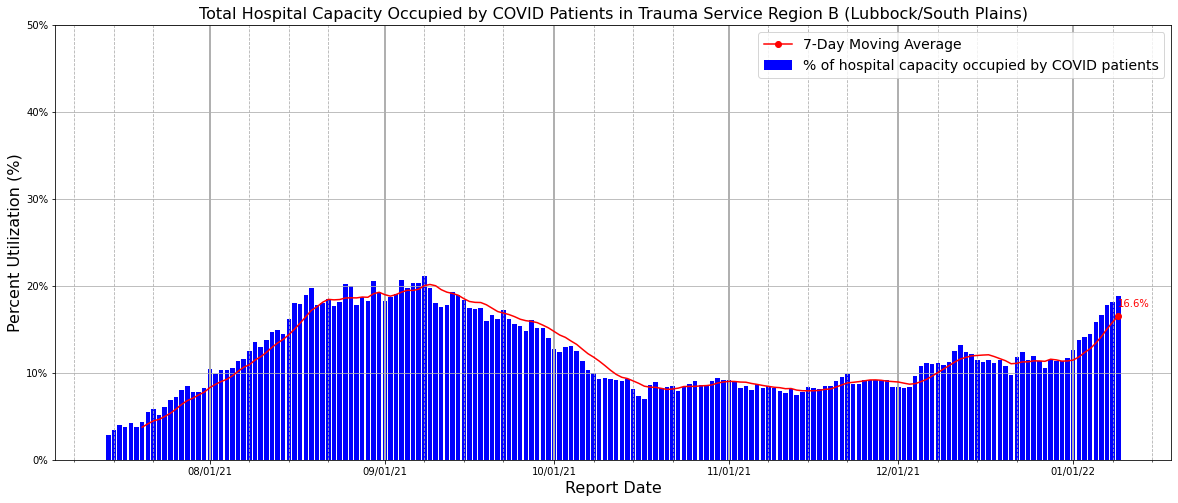 Total Hospital Capacity Occupied by COVID Patients in Trauma Service Region B (Lubbock/South Plains)
50%
7-Day Moving Average
% of hospital capacity occupied by COVID patients
40%
30%
20%
16.6%
10%
0%
Percent Utilization (%)
08/01/21
09/01/21
10/01/21
11/01/21
12/01/21
01/01/22
Report Date